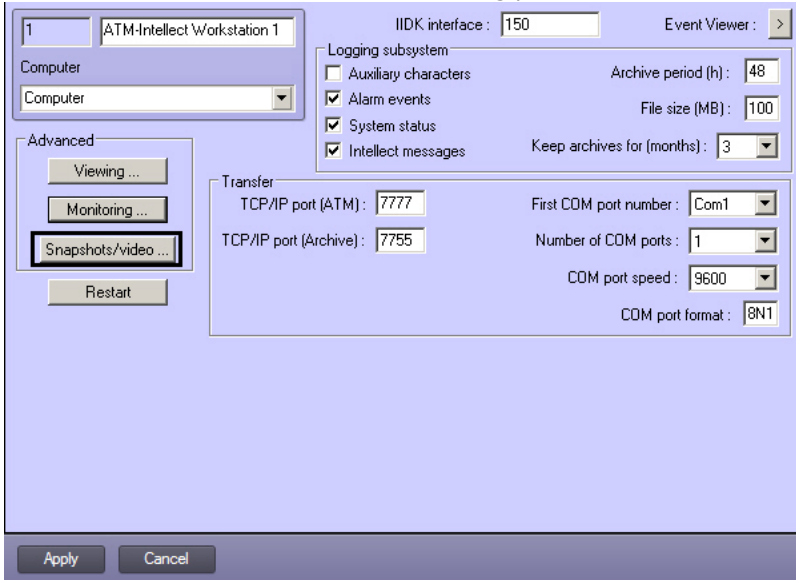 1 ATM-Intellect Workstation 1
Computer
Computer
IIDK interface : 150
Event Viewer : >
Logging subsystem
Auxiliary characters
Alarm events
System status
Intellect messages
Archive period (h) : 48
File size (MB) : 100
Keep archives for (months) : 3
Advanced
Viewing ...
Monitoring ...
Snapshots/video ...
Restart
Transfer
TCP/IP port (ATM) : 7777
TCP/IP port (Archive) : 7755
First COM port number : Com1
Number of COM ports : 1
COM port speed : 9600
COM port format : 8N1
Apply Cancel